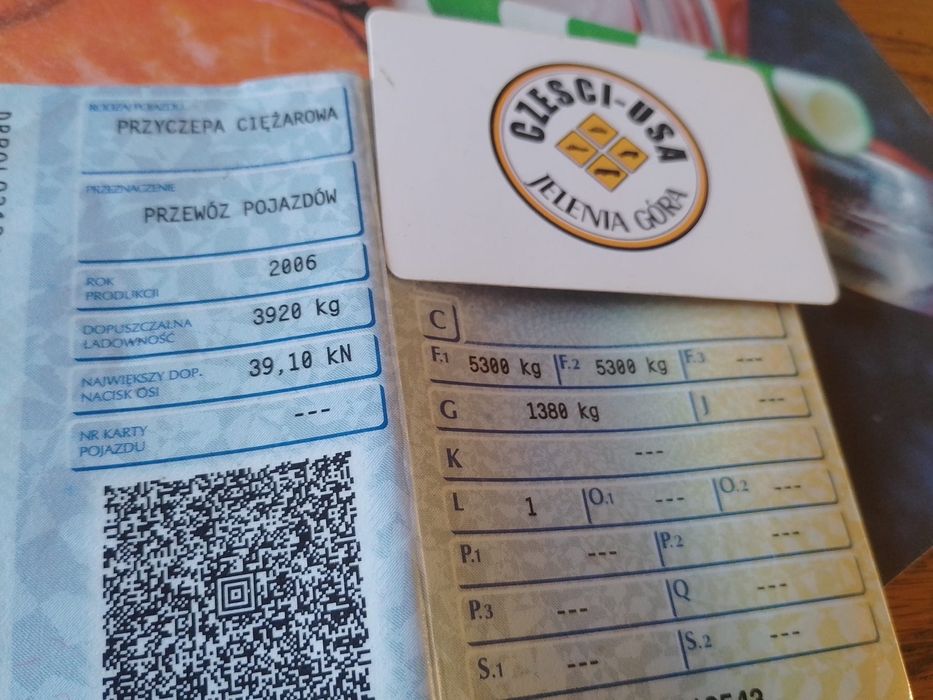 RODZAJ POJAZDU
PRZYCZEPA CIĘŻAROWA
PRZEZNACZENIE
PRZEWÓZ POJAZDÓW
ROK
PRODUKCJI
2006
DOPUSZCZALNA
ŁADOWNOŚĆ
3920 kg
NAJWIĘKSZY DOP.
NACISK OSI
39,10 kN
NR KARTY
POJAZDU
---
CZESCI-USA
JELENIA GÓRA
C
F.1 5300 kg F.2 5300 kg F.3 ---
G 1380 kg J ---
K ---
L 1 O.1 --- O.2 ---
P.1 --- P.2 ---
P.3 --- Q ---
S.1 --- S.2 ---